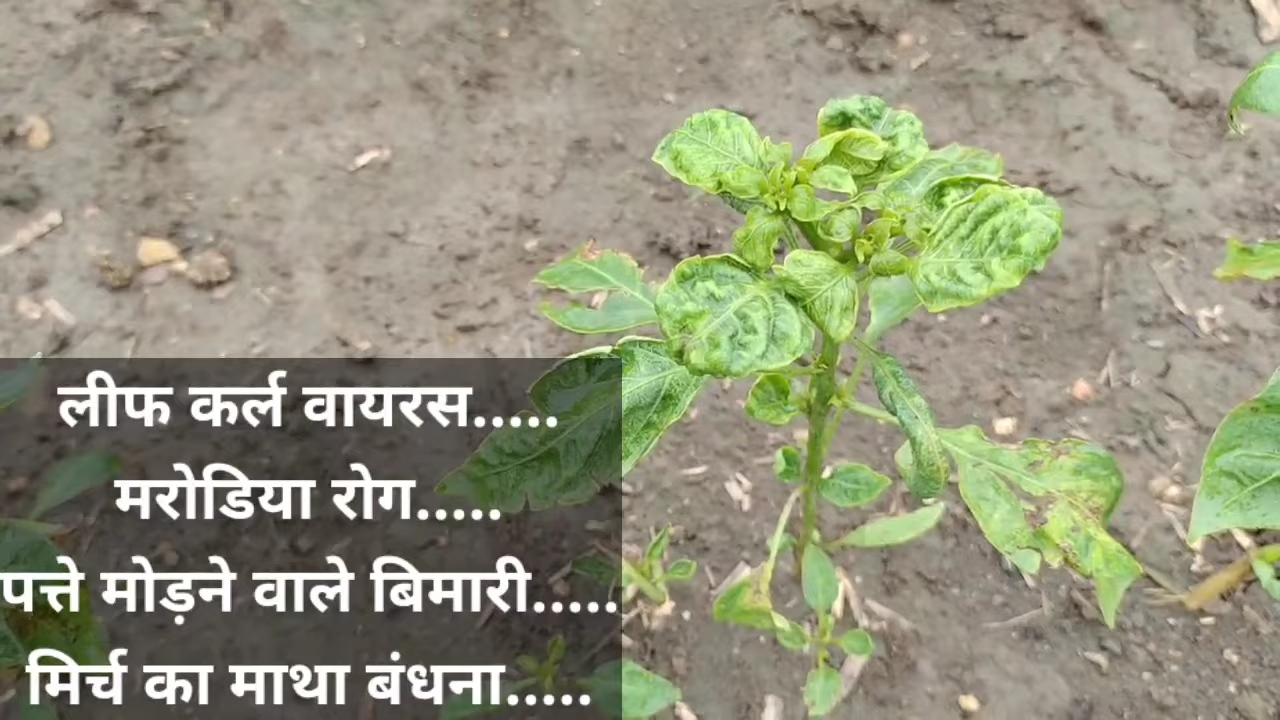 लीफ कर्ल वायरस.....
मरोडिया रोग.....
पत्ते मोड़ने वाले बिमारी.....
मिर्च का माथा बंधना.....